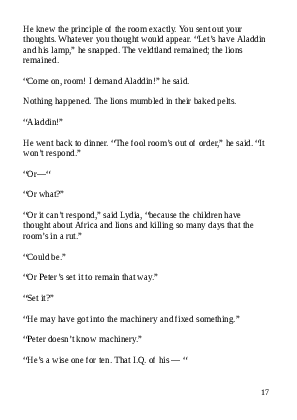 He knew the principle of the room exactly. You sent out your
thoughts. Whatever you thought would appear. “Let’s have Aladdin
and his lamp,” he snapped. The veldtland remained; the lions
remained.
“Come on, room! I demand Aladdin!” he said.
Nothing happened. The lions mumbled in their baked pelts.
“Aladdin!”
He went back to dinner. “The fool room’s out of order,” he said. “It
won’t respond.”
“Or—“
“Or what?”
“Or it can’t respond,” said Lydia, “because the children have
thought about Africa and lions and killing so many days that the
room’s in a rut.”
“Could be.”
“Or Peter’s set it to remain that way.”
“Set it?”
“He may have got into the machinery and fixed something.”
“Peter doesn’t know machinery.”
“He’s a wise one for ten. That I.Q. of his — “
17